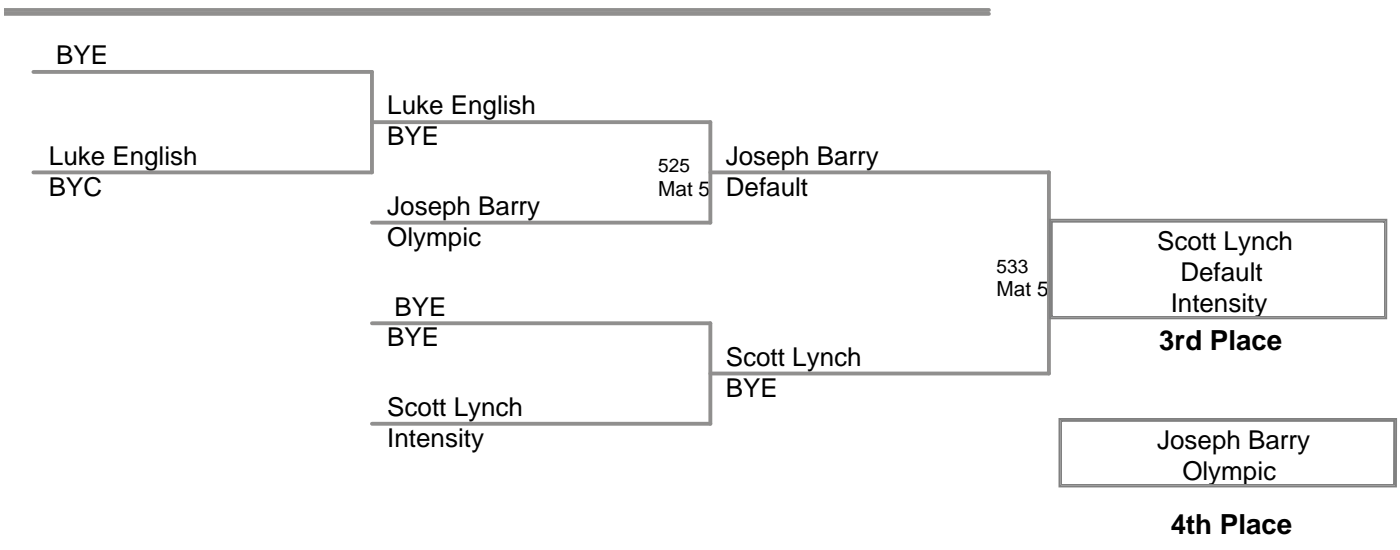 BYE
Luke English
BYC
Luke English
BYE
525
Mat 5
Joseph Barry
Olympic
Joseph Barry
Default
BYE
BYE
Scott Lynch
Intensity
Scott Lynch
BYE
533
Mat 5
Scott Lynch
Default
Intensity
3rd Place
Joseph Barry
Olympic
4th Place